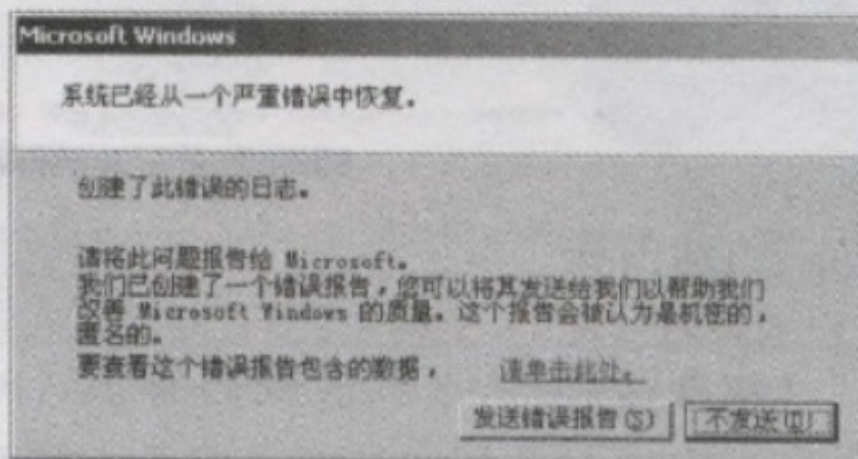 Microsoft Windows
系统已经从一个严重错误中恢复。
创建了此错误的日志。
请将此问题报告给 Microsoft。
我们已创建了一个错误报告，您可以将其发送给我们以帮助我们
改善 Microsoft Windows 的质量。这个报告会被认为是机密的，
匿名的。
要查看这个错误报告包含的数据， 请单击此处。
发送错误报告(S) 不发送(D)